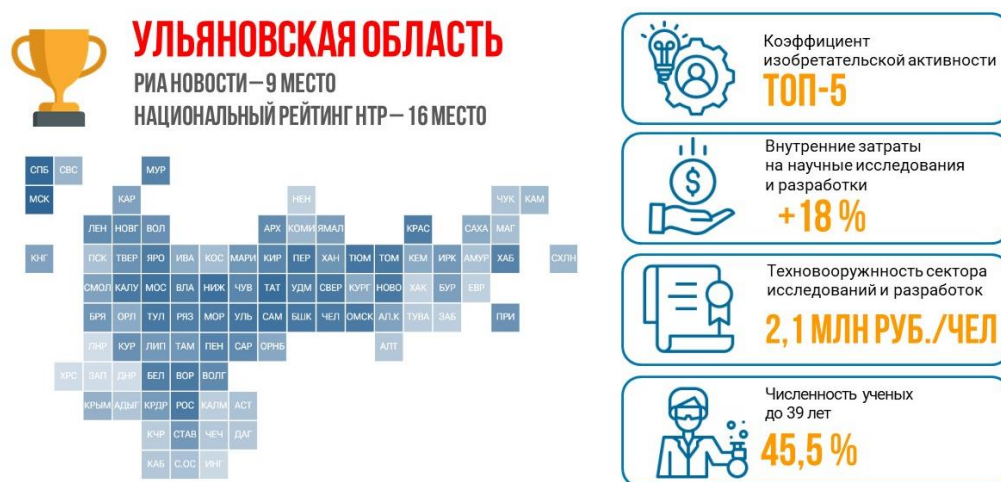 УЛЬЯНОВСКАЯ ОБЛАСТЬ
РИА НОВОСТИ – 9 МЕСТО
НАЦИОНАЛЬНЫЙ РЕЙТИНГ НТР – 16 МЕСТО
СПБ СВС МУР
МСК КАР НЕН ЧУК КАМ
ЛЕН НОВГ ВОЛ АРХ КОМИ ЯМАЛ КРАС САХА МАГ
КНГ ПСК ТВЕР ЯРО ИВА КОС МАРИ КИР ПЕР ХАН ТЮМ ТОМ КЕМ ИРК АМУР ХАБ СХЛН
СМОЛ КАЛУ МОС ВЛА НИЖ ЧУВ ТАТ УДМ СВЕР КУРГ НОВО ХАК БУР ЕВР
БРЯ ОРЛ ТУЛ РЯЗ МОР УЛЬ САМ БШК ЧЕЛ ОМСК АЛ.К ТУВА ЗАБ ПРИ
ЛНР КУР ЛИП ТАМ ПЕН САР ОРНБ АЛТ
ХРС ЗАП ДНР БЕЛ ВОР ВОЛГ
КРЫМ АДЫГ КРДР РОС КАЛМ АСТ
КЧР СТАВ ЧЕЧ ДАГ
КАБ С.ОС ИНГ
Коэффициент
изобретательской активности
ТОП-5
Внутренние затраты
на научные исследования
и разработки
+18 %
Техновооружнность сектора
исследований и разработок
2,1 МЛН РУБ./ЧЕЛ
Численность ученых
до 39 лет
45,5 %